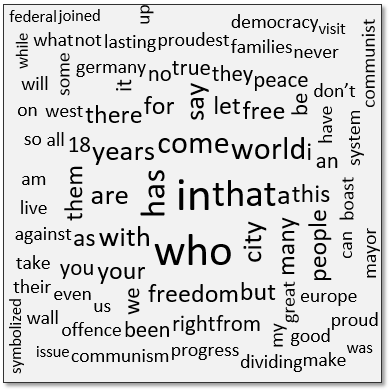 federal joined up democracy visit
while what not lasting proudest families never communist
will some germany it no true they peace don't
on west there for say let free be have system
so all 18 years come world i an
am them are has in that a this boast
live
against as with who city many people can mayor
take you your
their even us we freedom but great europe
symbolized wall offence been right from my good proud
issue communism progress dividing make was